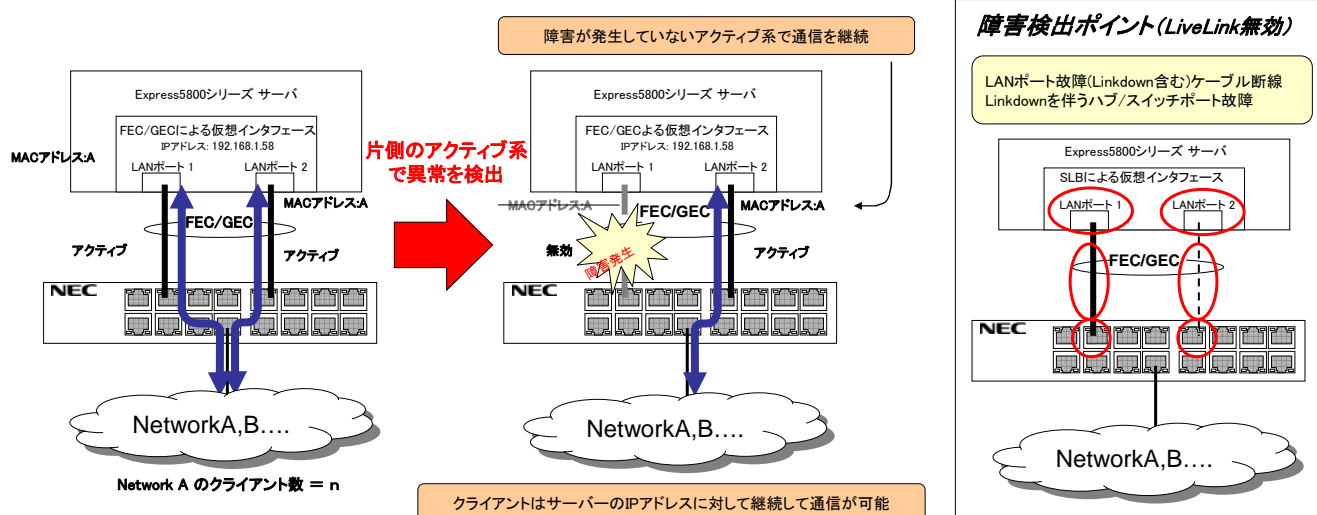 障害が発生していないアクティブ系で通信を継続
Express5800シリーズ サーバ
FEC/GECによる仮想インタフェース
IPアドレス: 192.168.1.58
LANポート 1
LANポート 2
MACアドレス:A
MACアドレス:A
FEC/GEC
アクティブ
アクティブ
NEC
NetworkA,B….
Network A のクライアント数 = n
片側のアクティブ系
で異常を検出
Express5800シリーズ サーバ
FEC/GECよる仮想インタフェース
IPアドレス: 192.168.1.58
LANポート 1
LANポート 2
MACアドレス:A
MACアドレス:A
FEC/GEC
無効
障害発生
アクティブ
NEC
NetworkA,B….
クライアントはサーバーのIPアドレスに対して継続して通信が可能
障害検出ポイント(LiveLink無効)
LANポート故障(Linkdown含む)ケーブル断線
Linkdownを伴うハブ/スイッチポート故障
Express5800シリーズ サーバ
SLBによる仮想インタフェース
LANポート 1
LANポート 2
FEC/GEC
NEC
NetworkA,B….